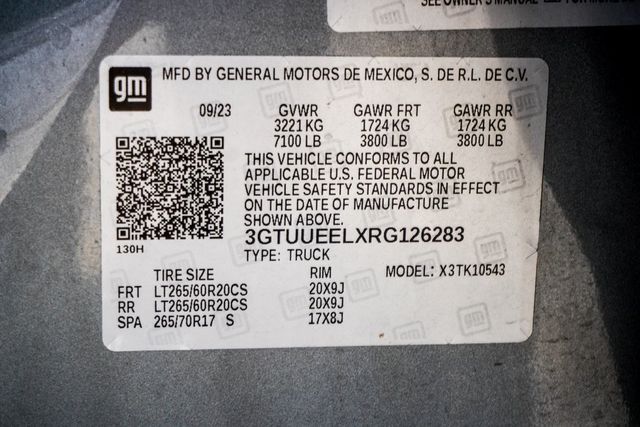 SEE OWNER'S MANUAL
gm
MFD BY GENERAL MOTORS DE MEXICO, S. DE R.L. DE C.V.
09/23 GVWR GAWR FRT GAWR RR
3221 KG 1724 KG 1724 KG
7100 LB 3800 LB 3800 LB
THIS VEHICLE CONFORMS TO ALL
APPLICABLE U.S. FEDERAL MOTOR
VEHICLE SAFETY STANDARDS IN EFFECT
ON THE DATE OF MANUFACTURE
SHOWN ABOVE.
3GTUUEELXRG126283
130H
TYPE: TRUCK
TIRE SIZE RIM MODEL: X3TK10543
FRT LT265/60R20CS 20X9J
RR LT265/60R20CS 20X9J
SPA 265/70R17 S 17X8J